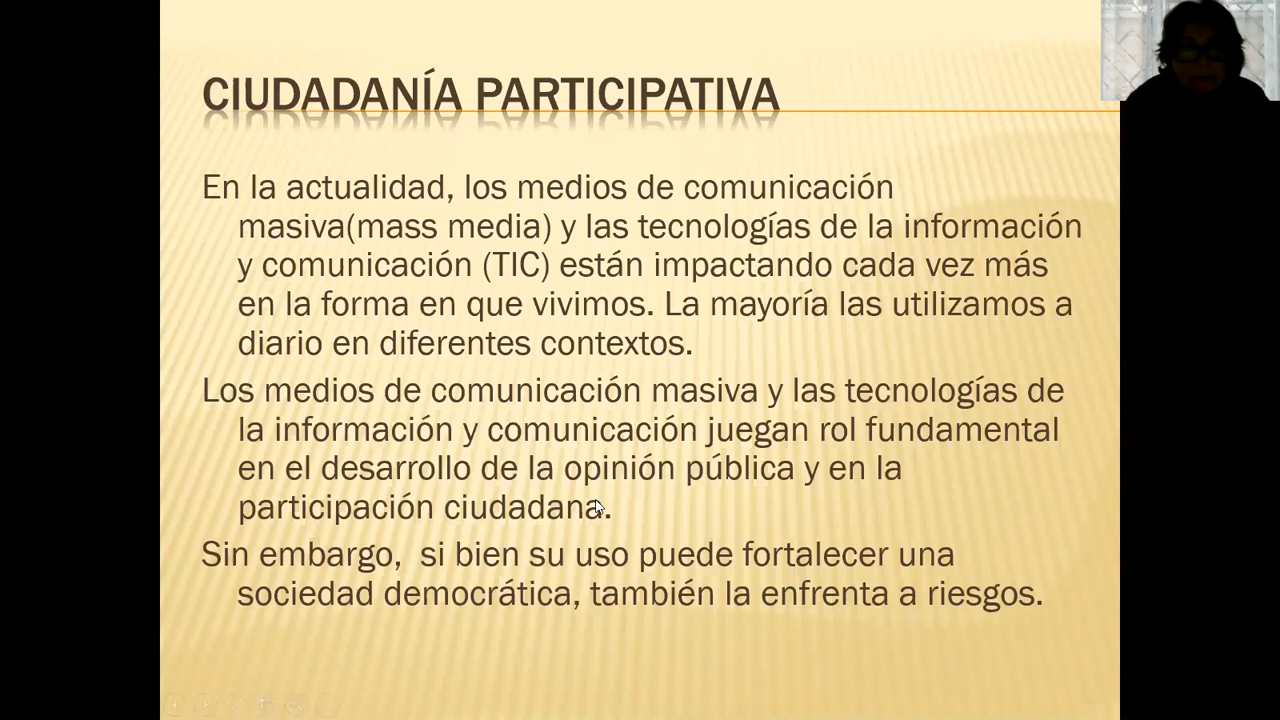 CIUDADANÍA PARTICIPATIVA
En la actualidad, los medios de comunicación
masiva(mass media) y las tecnologías de la información
y comunicación (TIC) están impactando cada vez más
en la forma en que vivimos. La mayoría las utilizamos a
diario en diferentes contextos.
Los medios de comunicación masiva y las tecnologías de
la información y comunicación juegan rol fundamental
en el desarrollo de la opinión pública y en la
participación ciudadana.
Sin embargo,  si bien su uso puede fortalecer una
sociedad democrática, también la enfrenta a riesgos.